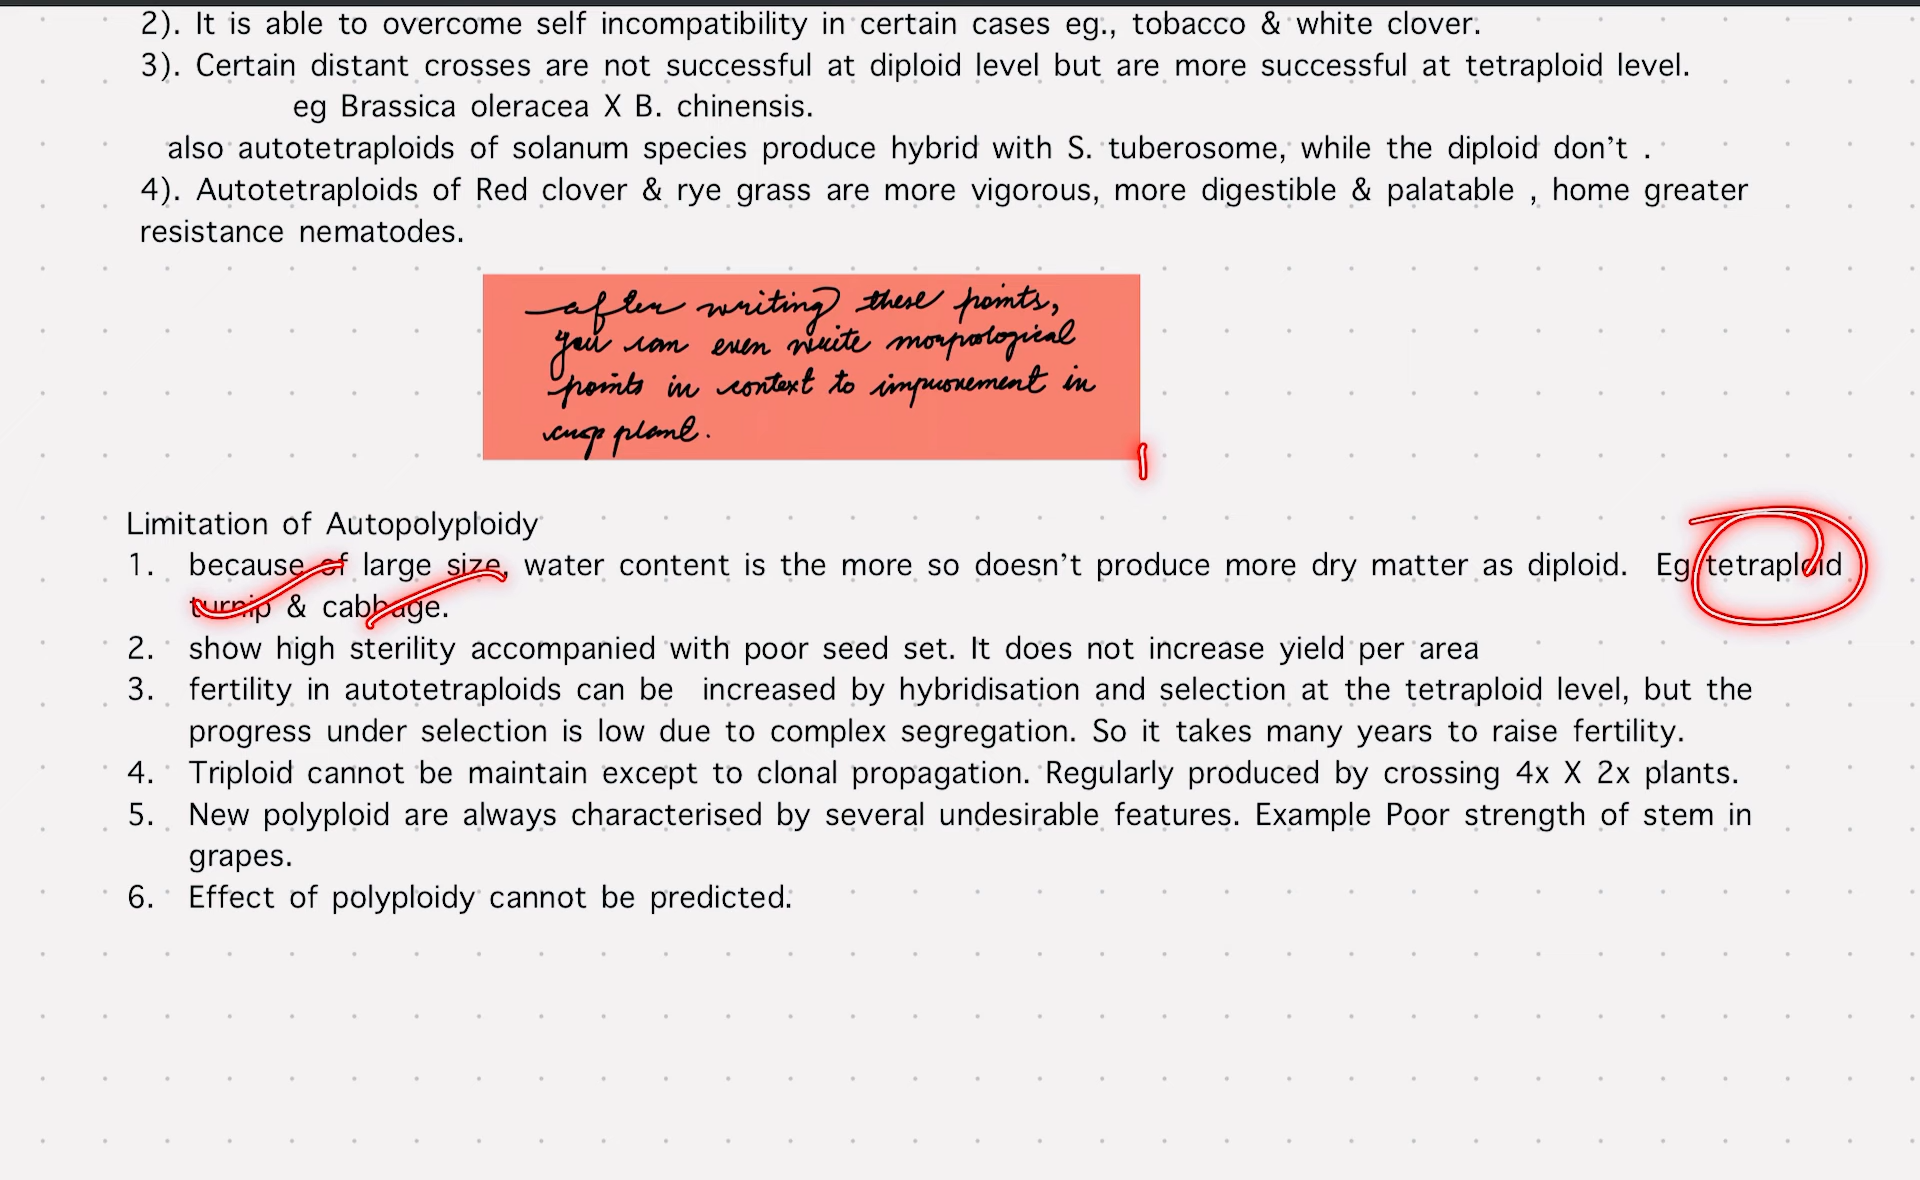 2). It is able to overcome self incompatibility in certain cases eg., tobacco & white clover.
3). Certain distant crosses are not successful at diploid level but are more successful at tetraploid level.
eg Brassica oleracea X B. chinensis.
also autotetraploids of solanum species produce hybrid with S. tuberosome, while the diploid don't .
4). Autotetraploids of Red clover & rye grass are more vigorous, more digestible & palatable , home greater
resistance nematodes.
after writing these points,
you can even write morpological
points in context to improvement in
crop plant.
Limitation of Autopolyploidy
1. because of large size, water content is the more so doesn't produce more dry matter as diploid. Eg tetraploid
turnip & cabbage.
2. show high sterility accompanied with poor seed set. It does not increase yield per area
3. fertility in autotetraploids can be increased by hybridisation and selection at the tetraploid level, but the
progress under selection is low due to complex segregation. So it takes many years to raise fertility.
4. Triploid cannot be maintain except to clonal propagation. Regularly produced by crossing 4x X 2x plants.
5. New polyploid are always characterised by several undesirable features. Example Poor strength of stem in
grapes.
6. Effect of polyploidy cannot be predicted.